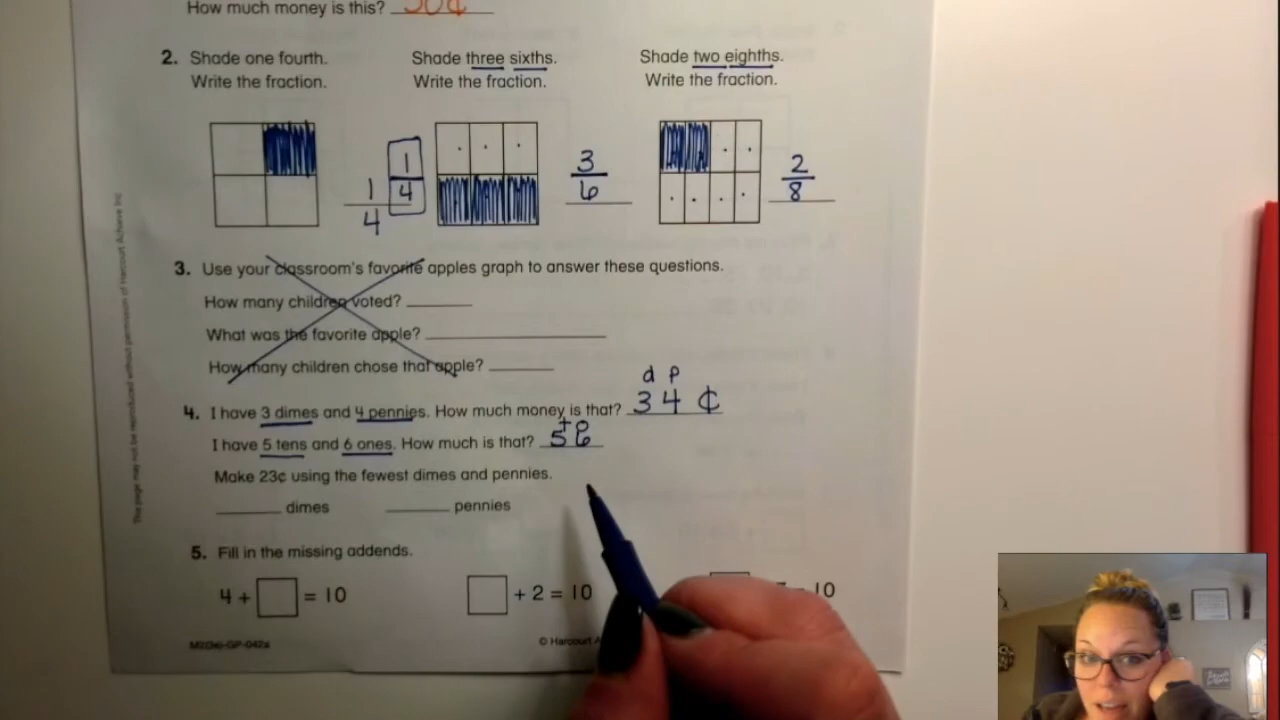 How much money is this? 30¢
2. Shade one fourth. Shade three sixths. Shade two eighths.
Write the fraction. Write the fraction. Write the fraction.
1
4
1
4
3
6
2
8
3. Use your classroom's favorite apples graph to answer these questions.
How many children voted?
What was the favorite apple?
How many children chose that apple?
d p
4. I have 3 dimes and 4 pennies. How much money is that? 34 ¢
I have 5 tens and 6 ones. How much is that? 56
Make 23¢ using the fewest dimes and pennies.
dimes pennies
5. Fill in the missing addends.
4 + = 10 + 2 = 10 10
© Harcourt